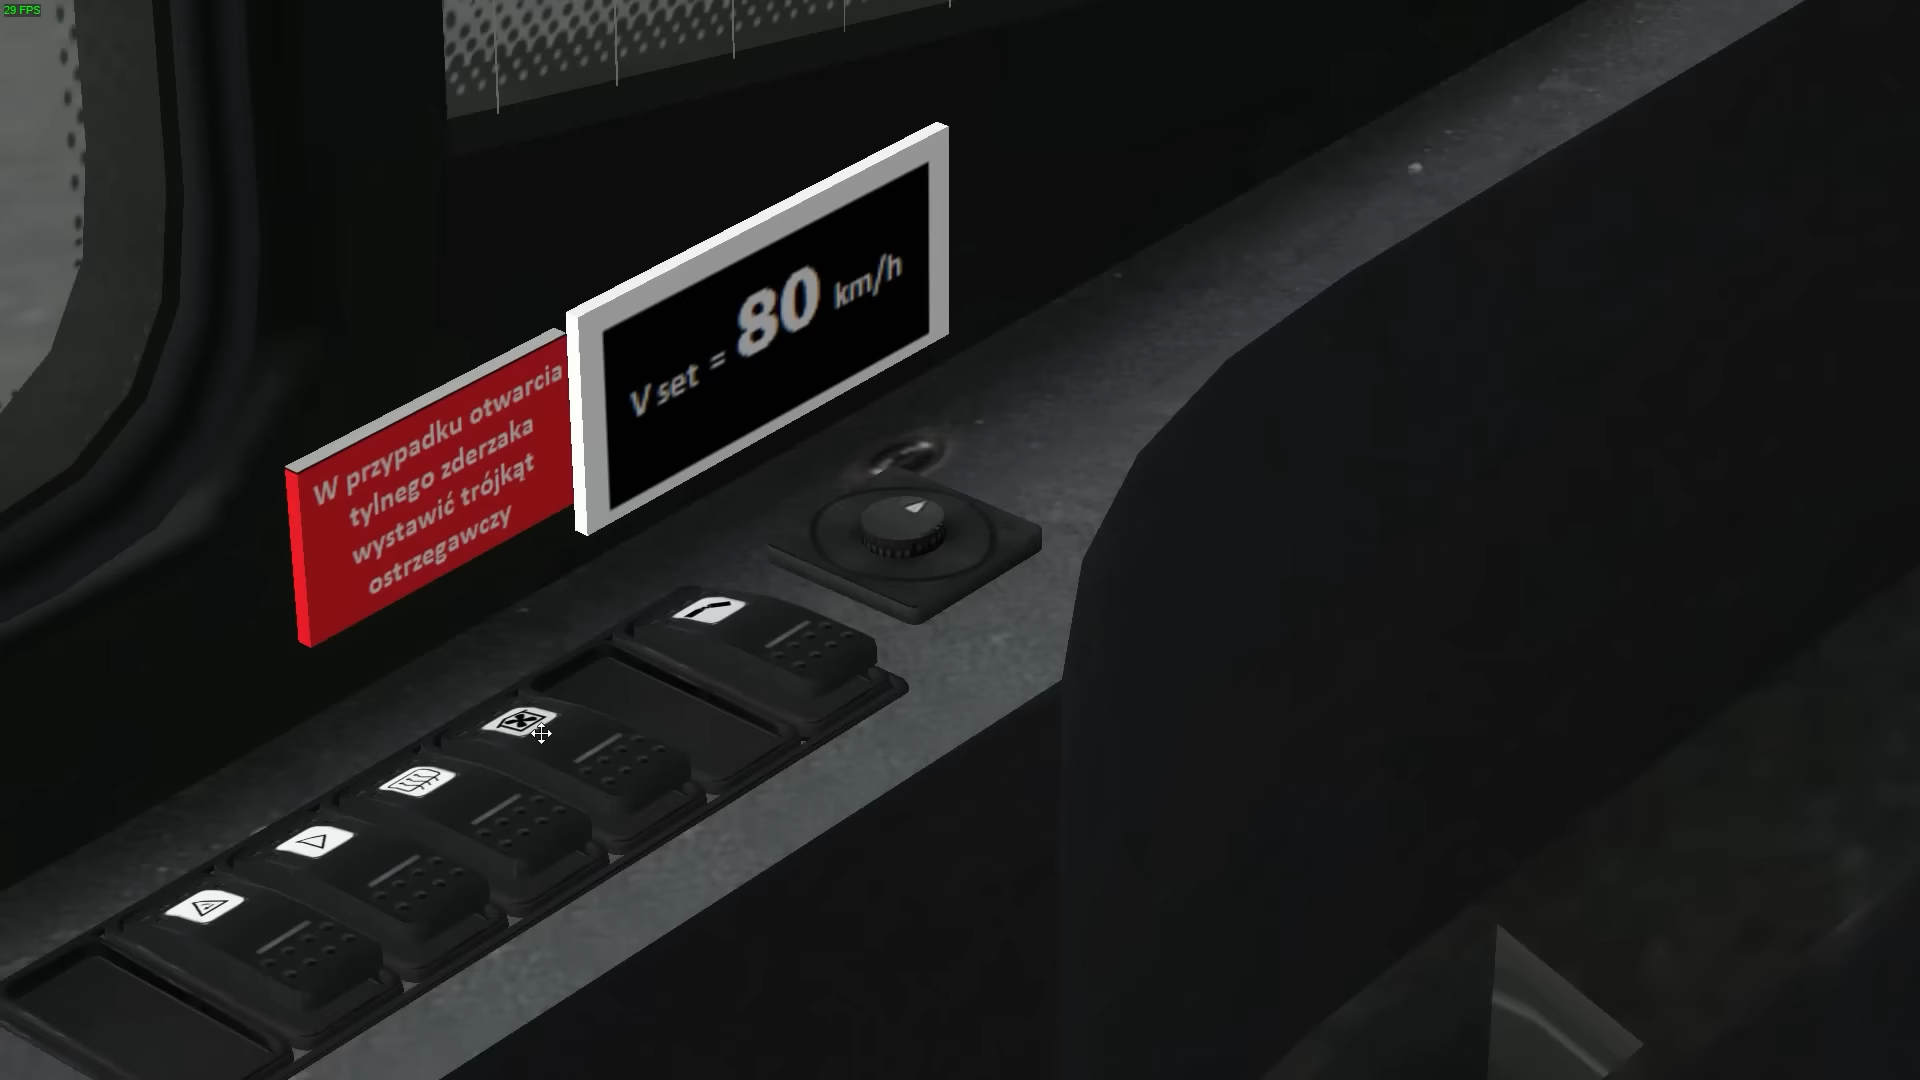 29 FPS
V set = 80 km/h
W przypadku otwarcia
tylnego zderzaka
wystawić trójkąt
ostrzegawczy